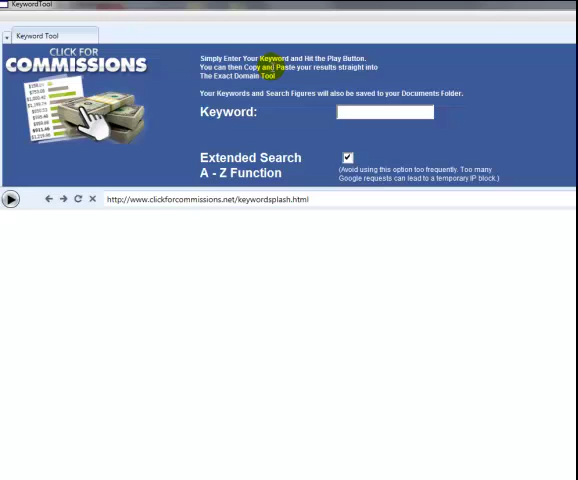 KeywordTool
Keyword Tool
CLICK FOR
COMMISSIONS
Simply Enter Your Keyword and Hit the Play Button.
You can then Copy and Paste your results straight into
The Exact Domain Tool
Your Keywords and Search Figures will also be saved to your Documents Folder.
Keyword:
Extended Search
A - Z Function
(Avoid using this option too frequently. Too many
Google requests can lead to a temporary IP block.)
http://www.clickforcommissions.net/keywordsplash.html